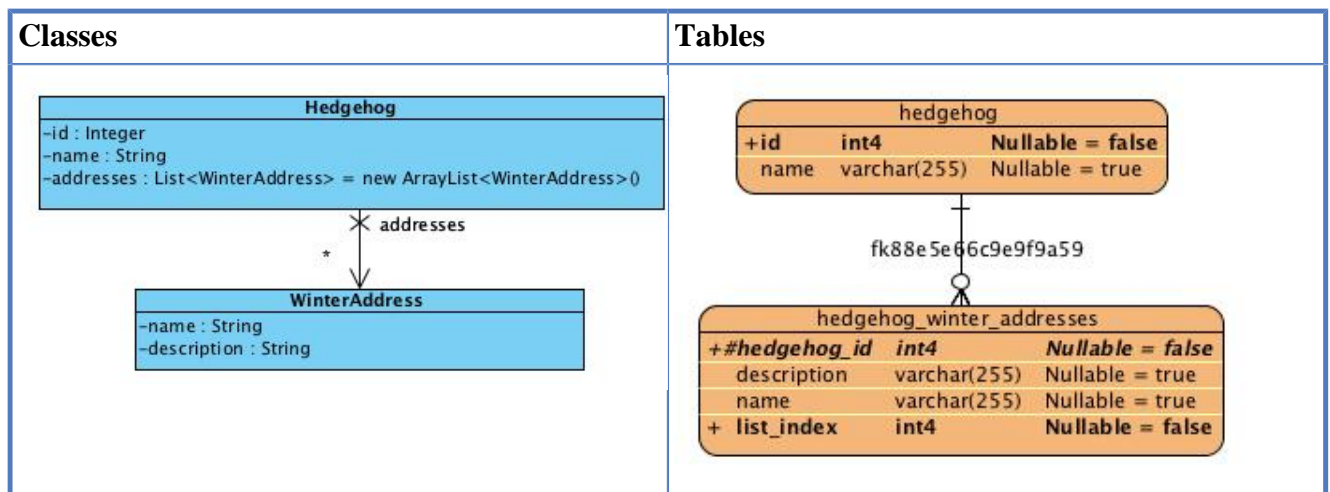 Classes
Tables
Hedgehog
-id : Integer
-name : String
-addresses : List<WinterAddress> = new ArrayList<WinterAddress>()
addresses
*
WinterAddress
-name : String
-description : String
hedgehog
+id int4 Nullable = false
name varchar(255) Nullable = true
fk88e5e66c9e9f9a59
hedgehog_winter_addresses
+#hedgehog_id int4 Nullable = false
description varchar(255) Nullable = true
name varchar(255) Nullable = true
+ list_index int4 Nullable = false